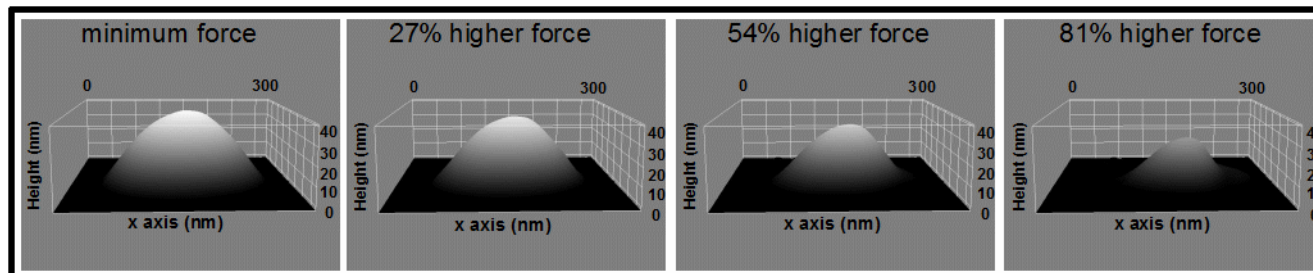 minimum force
0 300
Height (nm)
40
30
20
10
0
x axis (nm)
27% higher force
0 300
Height (nm)
40
30
20
10
0
x axis (nm)
54% higher force
0 300
Height (nm)
40
30
20
10
0
x axis (nm)
81% higher force
0 300
Height (nm)
x axis (nm)